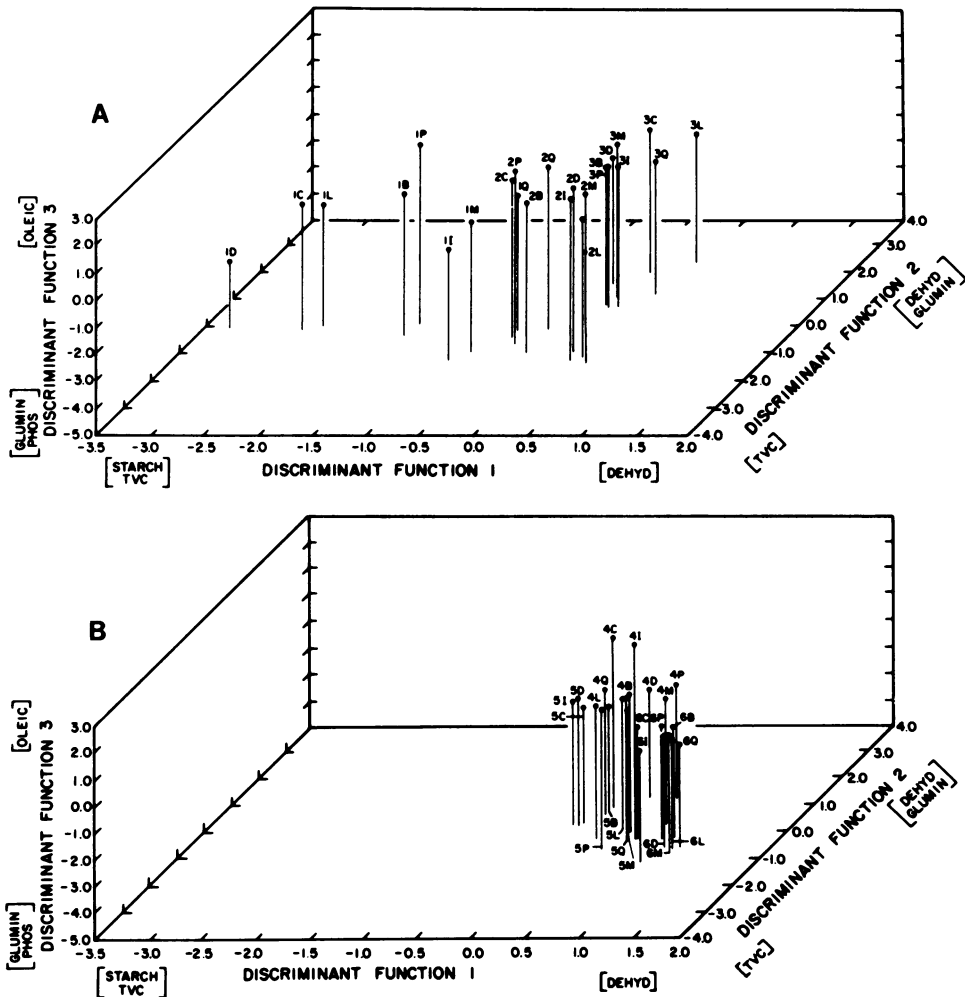 A
3C
3L
3M
1P
3D
2P
2Q
3B
3I
3Q
2C
3P
1B
1Q
2D
2M
1C
1L
2B
2I
1M
1D
1I
2L
3.0
2.0
1.0
0.0
-1.0
-2.0
-3.0
-4.0
-5.0
[OLEIC]
DISCRIMINANT FUNCTION 3
[GLUMIN
PHOS]
-3.5 -3.0 -2.5 -2.0 -1.5 -1.0 0.0 1.0 0.5 1.0 1.5 2.0
[STARCH
TVC]
DISCRIMINANT FUNCTION I
[DEHYD]
4.0
3.0
2.0
1.0
0.0
-1.0
-2.0
-3.0
-4.0
DISCRIMINANT FUNCTION 2
[DEHYD
GLUMIN]
[TVC]
B
4C
4I
4Q
4P
5I
5D
4B
4D
4M
4L
5C
6C
6P
6B
6I
6Q
5B
5L
5P
5Q
5M
6D
6M
6L
3.0
2.0
1.0
0.0
-1.0
-2.0
-3.0
-4.0
-5.0
[OLEIC]
DISCRIMINANT FUNCTION 3
[GLUMIN
PHOS]
-3.5 -3.0 -2.5 -2.0 -1.5 -1.0 0.0 1.0 0.5 1.0 1.5 2.0
[STARCH
TVC]
DISCRIMINANT FUNCTION I
[DEHYD]
4.0
3.0
2.0
1.0
0.0
-1.0
-2.0
-3.0
-4.0
DISCRIMINANT FUNCTION 2
[DEHYD
GLUMIN]
[TVC]